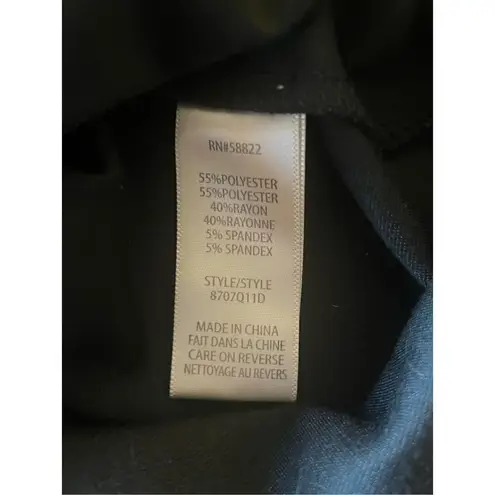 RN#58822
55%POLYESTER
55%POLYESTER
40%RAYON
40%RAYONNE
5% SPANDEX
5% SPANDEX
STYLE/STYLE
8707Q11D
MADE IN CHINA
FAIT DANS LA CHINE
CARE ON REVERSE
NETTOYAGE AU REVERS